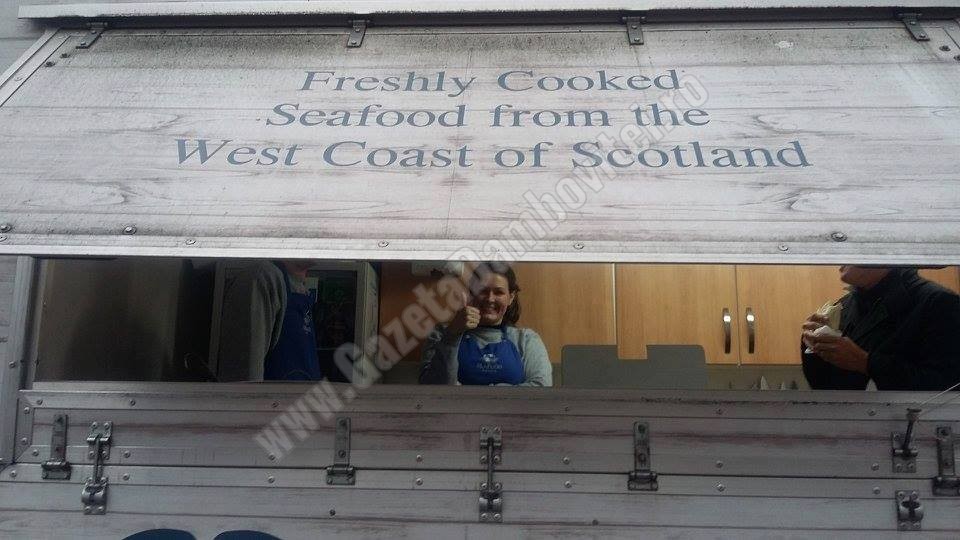 Freshly Cooked
Seafood from the
West Coast of Scotland
www.GazetaDambovitei.ro